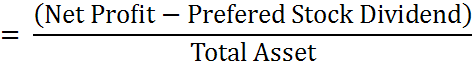 = (Net Profit − Prefered Stock Dividend)
Total Asset